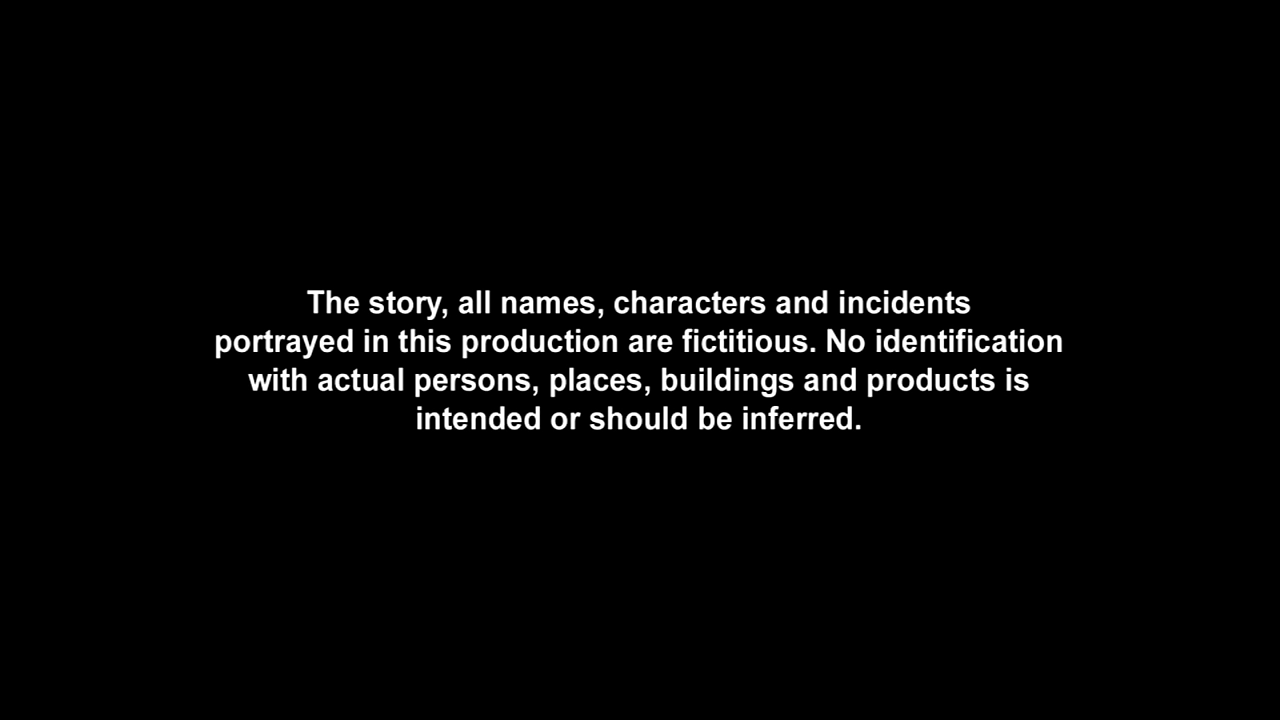 The story, all names, characters and incidents
portrayed in this production are fictitious. No identification
with actual persons, places, buildings and products is
intended or should be inferred.